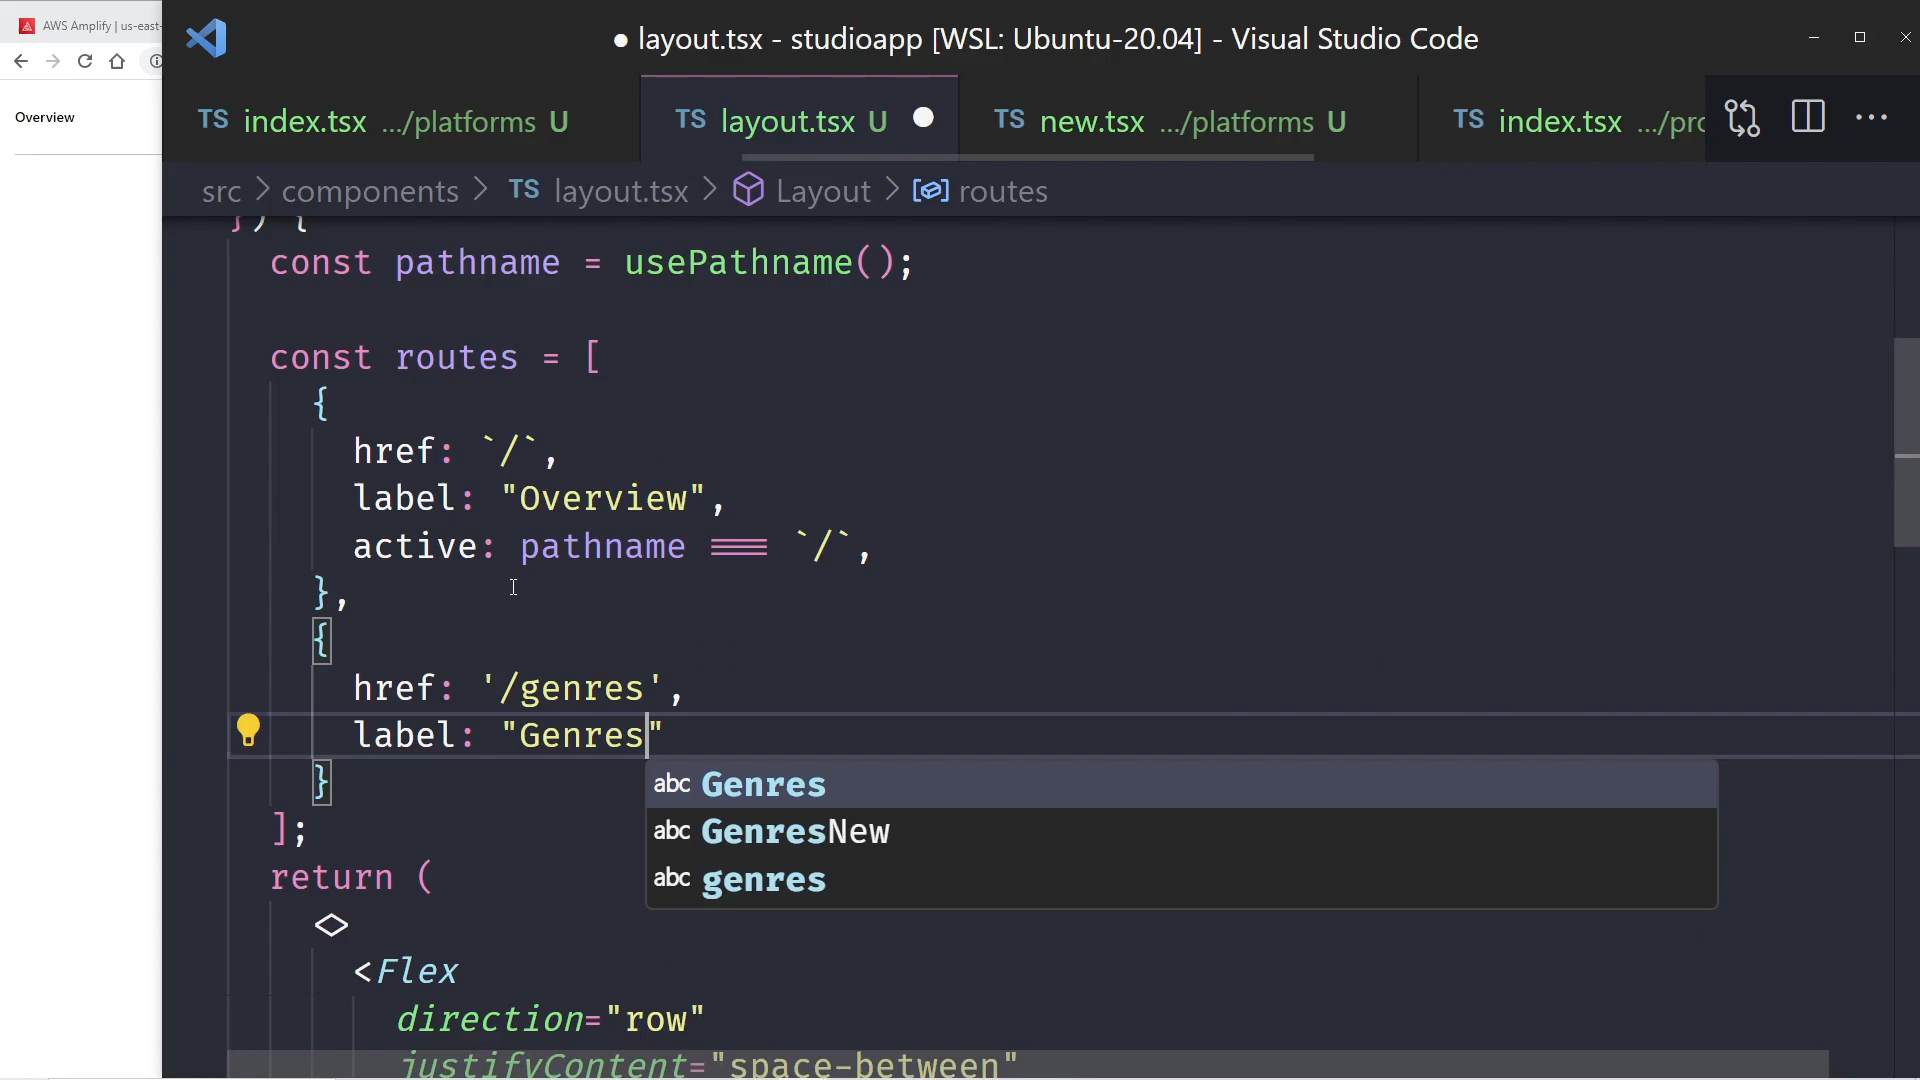 AWS Amplify | us-east-
● layout.tsx - studioapp [WSL: Ubuntu-20.04] - Visual Studio Code
TS index.tsx .../platforms U
TS layout.tsx U ●
TS new.tsx .../platforms U
TS index.tsx .../pro
Overview
src > components > TS layout.tsx > Layout > routes
}) {
const pathname = usePathname();
const routes = [
{
href: `/`,
label: "Overview",
active: pathname === `/`,
},
{
href: '/genres',
label: "Genres"
}
abc Genres
abc GenresNew
abc genres
];
return (
<>
<Flex
direction="row"
justifyContent="space-between"